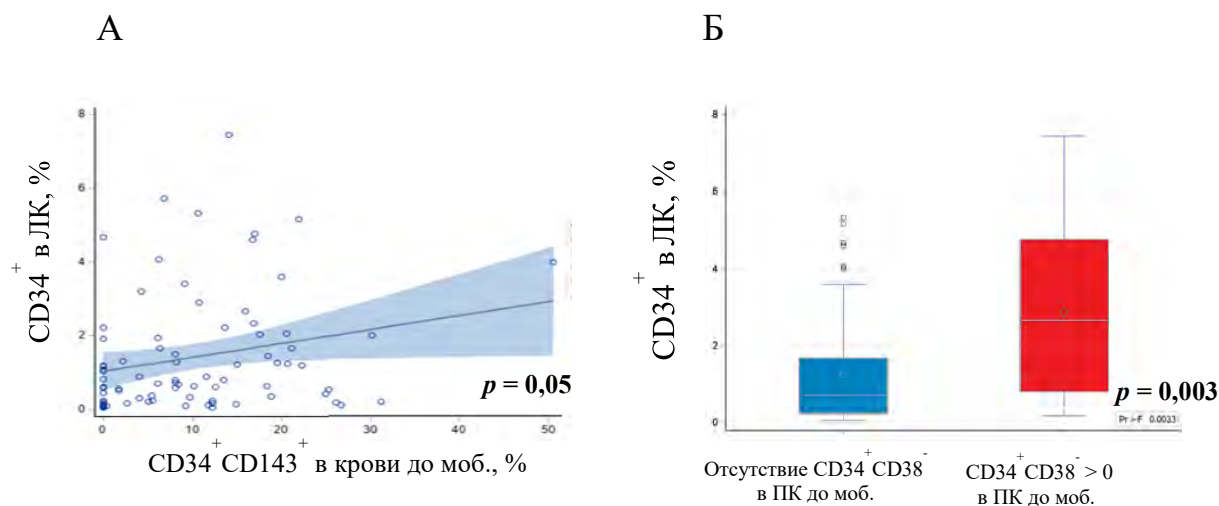 А
8
6
4
2
0
CD34⁺ в ЛК, %
p = 0,05
0 10 20 30 40 50
CD34⁺CD143⁺ в крови до моб., %
Б
8
6
4
2
0
CD34⁺ в ЛК, %
p = 0,003
Pr > F 0.0033
Отсутствие CD34⁺CD38⁻
в ПК до моб.
CD34⁺CD38⁻ > 0
в ПК до моб.